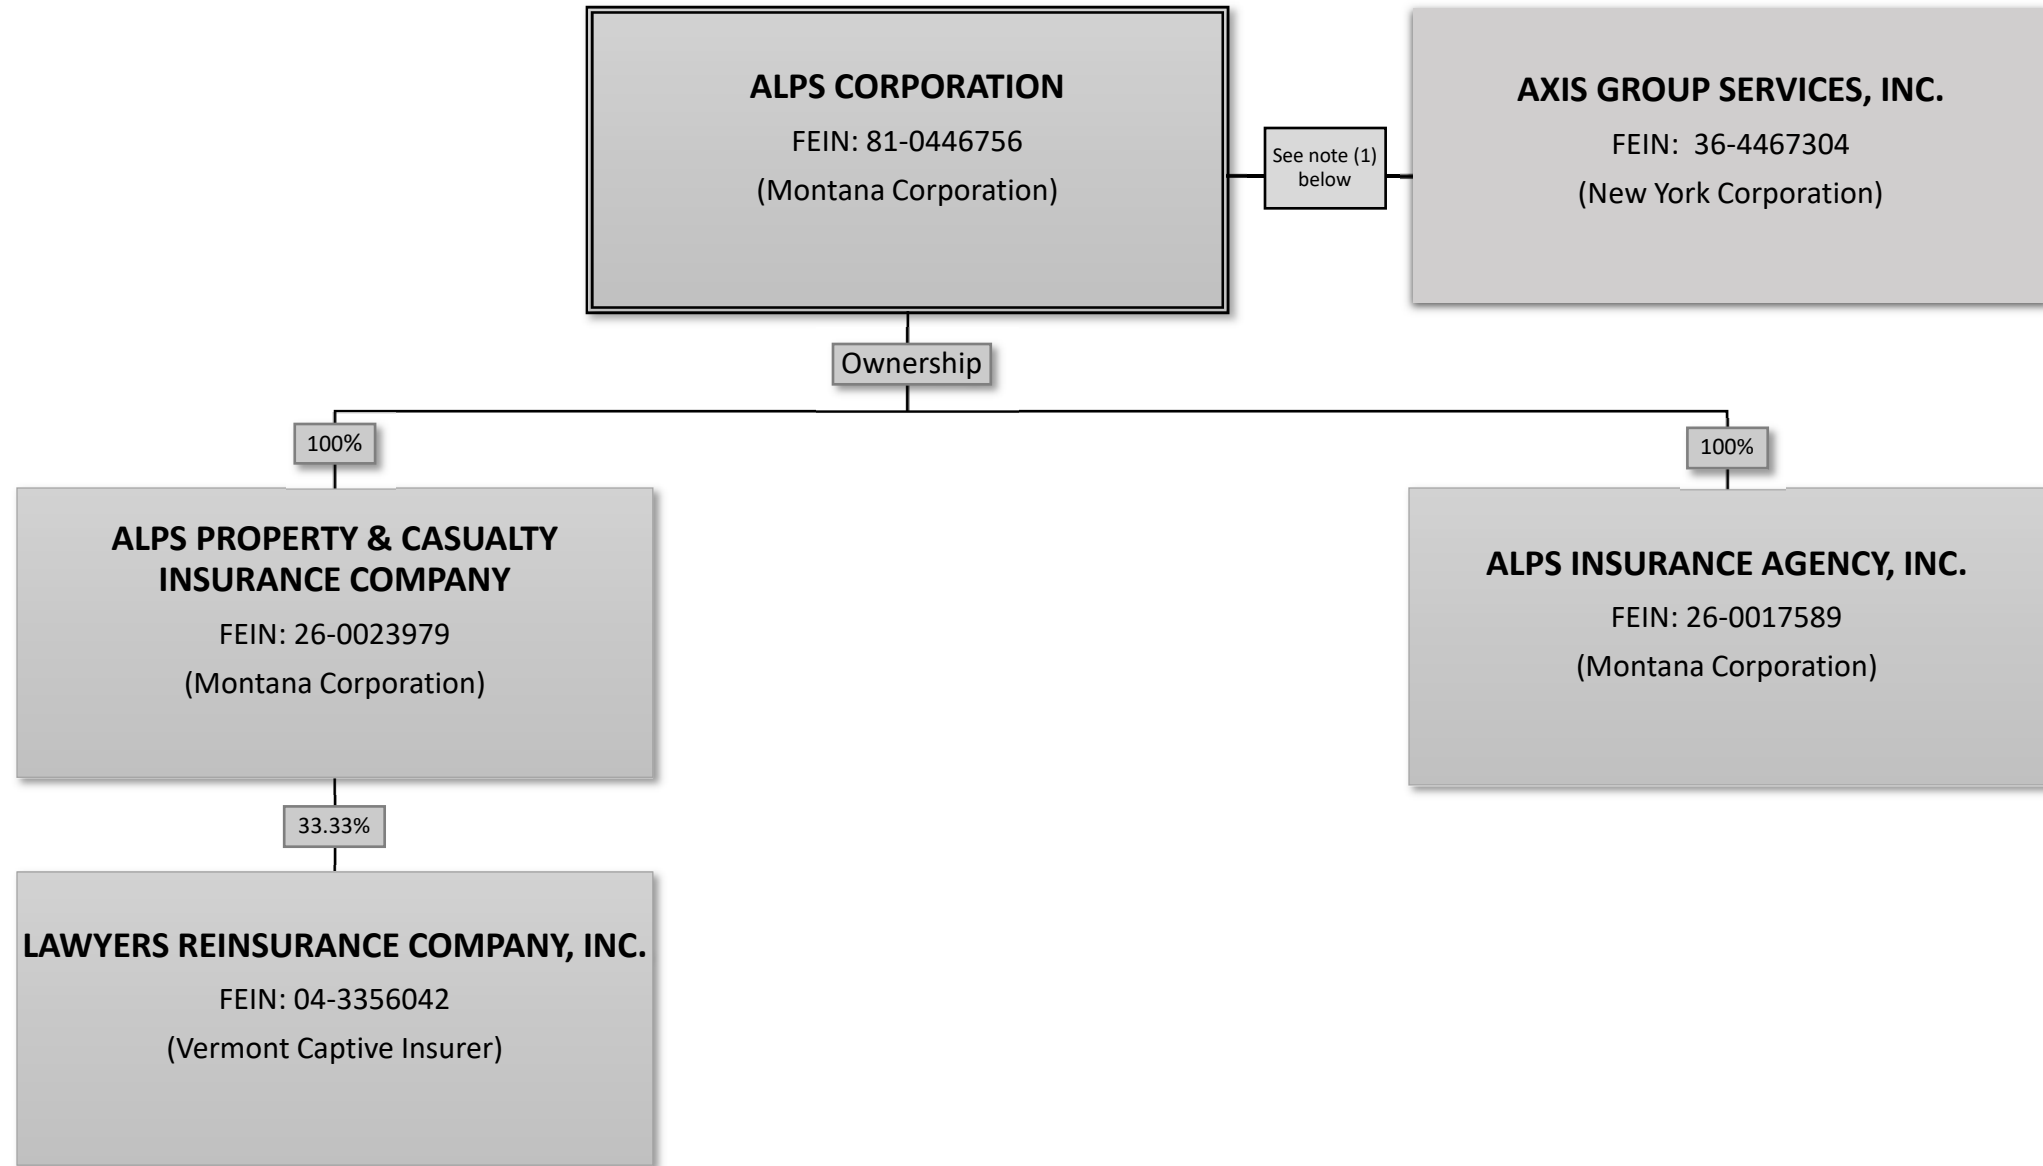 ALPS CORPORATION
FEIN: 81-0446756
(Montana Corporation)
See note (1)
below
AXIS GROUP SERVICES, INC.
FEIN:  36-4467304
(New York Corporation)
Ownership
100%
100%
ALPS PROPERTY & CASUALTY
INSURANCE COMPANY
FEIN: 26-0023979
(Montana Corporation)
ALPS INSURANCE AGENCY, INC.
FEIN: 26-0017589
(Montana Corporation)
33.33%
LAWYERS REINSURANCE COMPANY, INC.
FEIN: 04-3356042
(Vermont Captive Insurer)